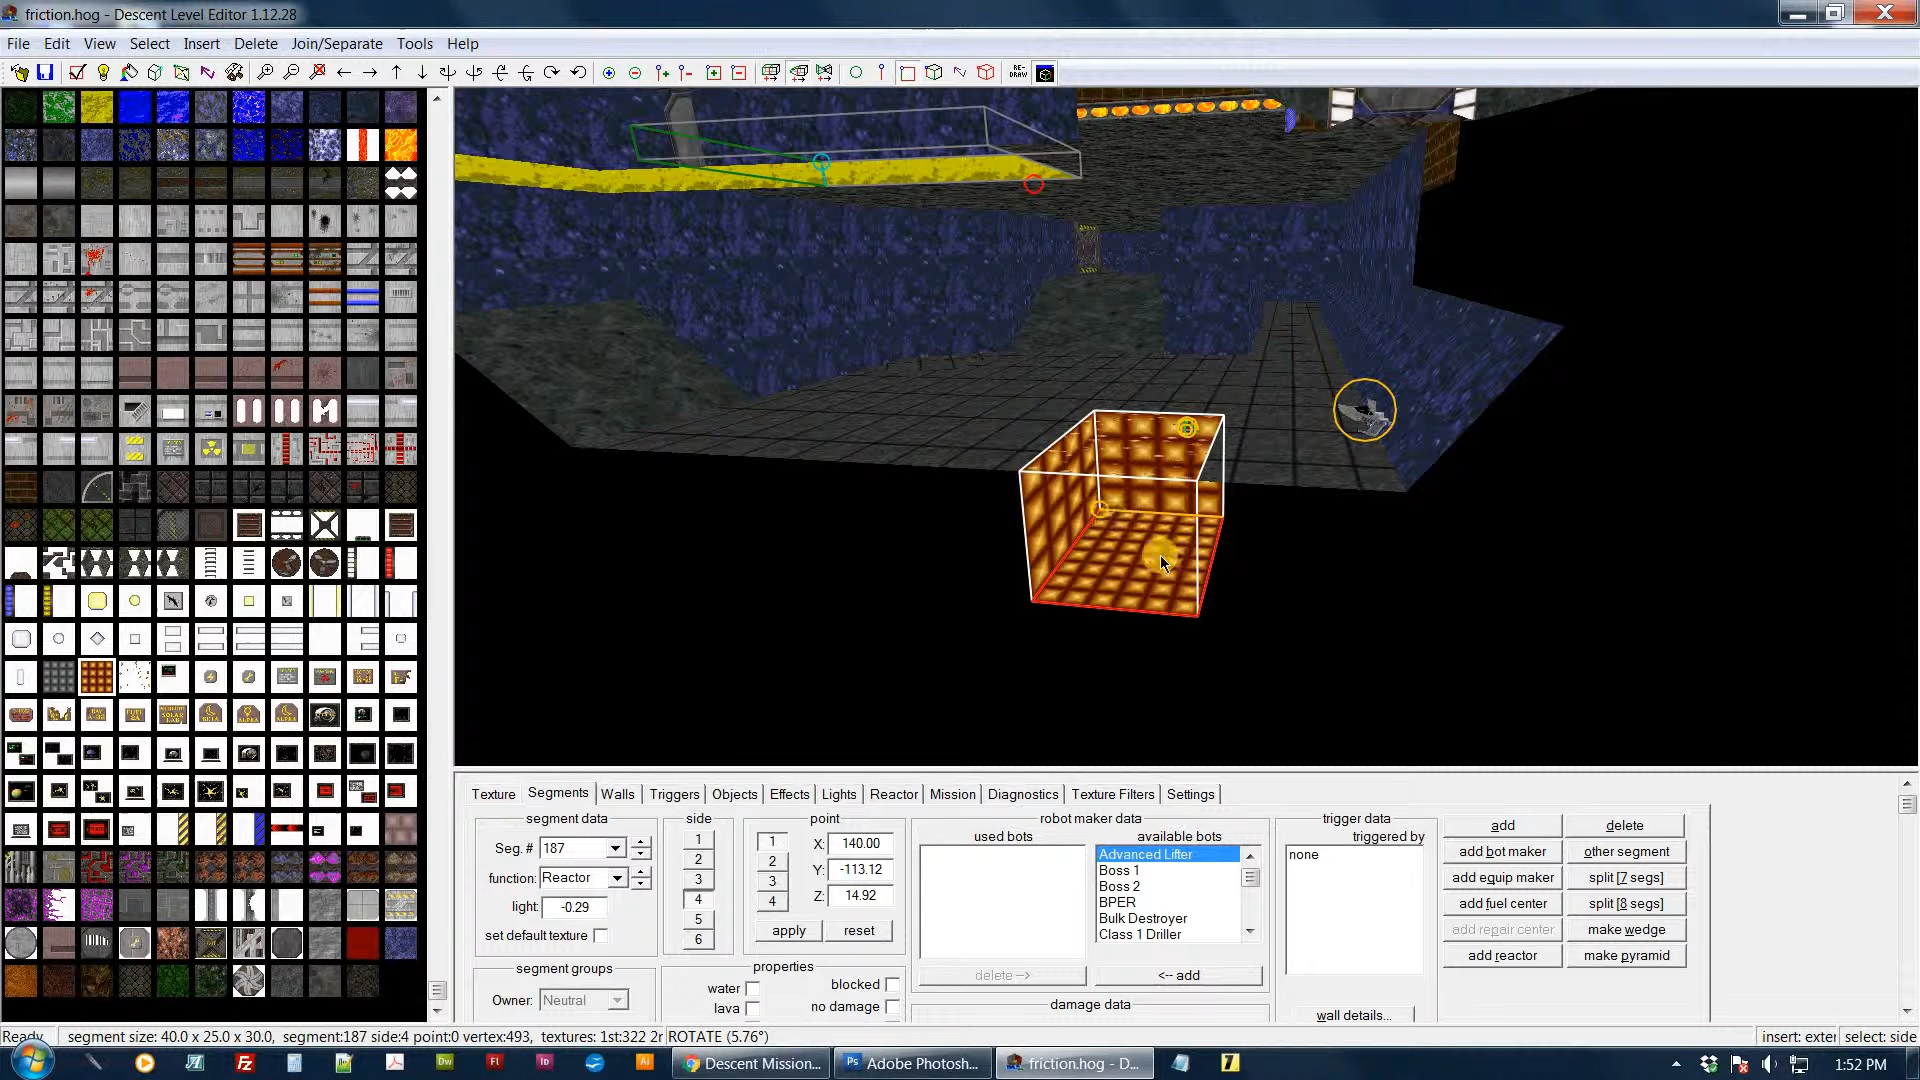 friction.hog - Descent Level Editor 1.12.28
File Edit View Select Insert Delete Join/Separate Tools Help
RE-
DRAW
Texture Segments Walls Triggers Objects Effects Lights Reactor Mission Diagnostics Texture Filters Settings
segment data
Seg. # 187
function: Reactor
light: -0.29
set default texture
segment groups
Owner: Neutral
side
1
2
3
4
5
6
point
1
2
3
4
X: 140.00
Y: -113.12
Z: 14.92
apply reset
properties
water
blocked
lava
no damage
robot maker data
used bots
available bots
Advanced Lifter
Boss 1
Boss 2
BPER
Bulk Destroyer
Class 1 Driller
delete -->
<-- add
damage data
trigger data
triggered by
none
wall details...
add
delete
add bot maker
other segment
add equip maker
split [7 segs]
add fuel center
split [8 segs]
add repair center
make wedge
add reactor
make pyramid
Ready segment size: 40.0 x 25.0 x 30.0, segment:187 side:4 point:0 vertex:493, textures: 1st:322 2r ROTATE (5.76°) insert: exter select: side
Descent Mission... Adobe Photosh... friction.hog - D... 1:52 PM